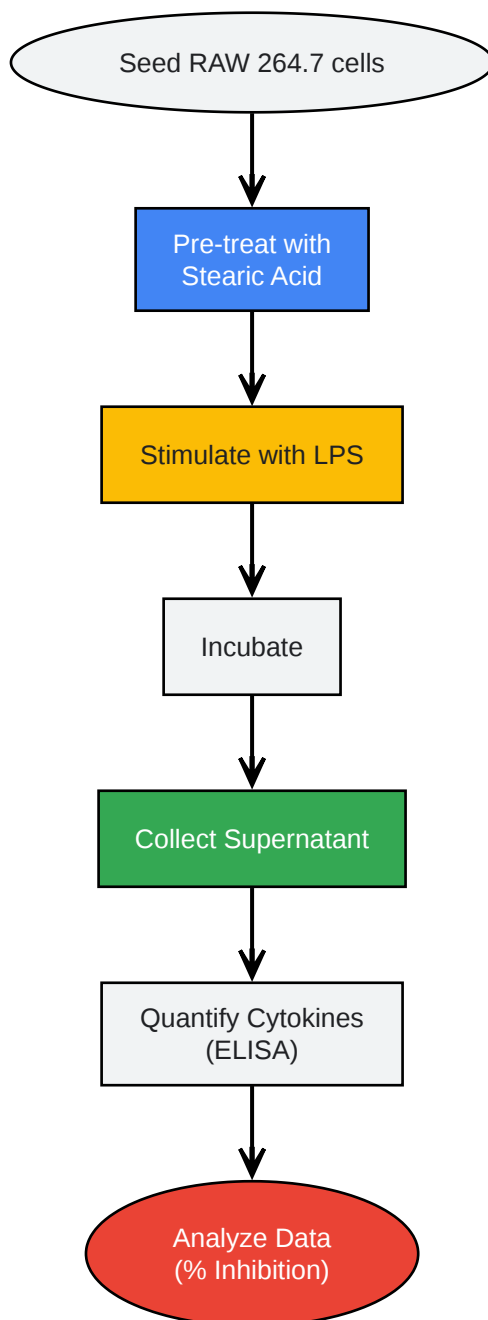 Seed RAW 264.7 cells
Pre-treat with
Stearic Acid
Stimulate with LPS
Incubate
Collect Supernatant
Quantify Cytokines
(ELISA)
Analyze Data
(% Inhibition)